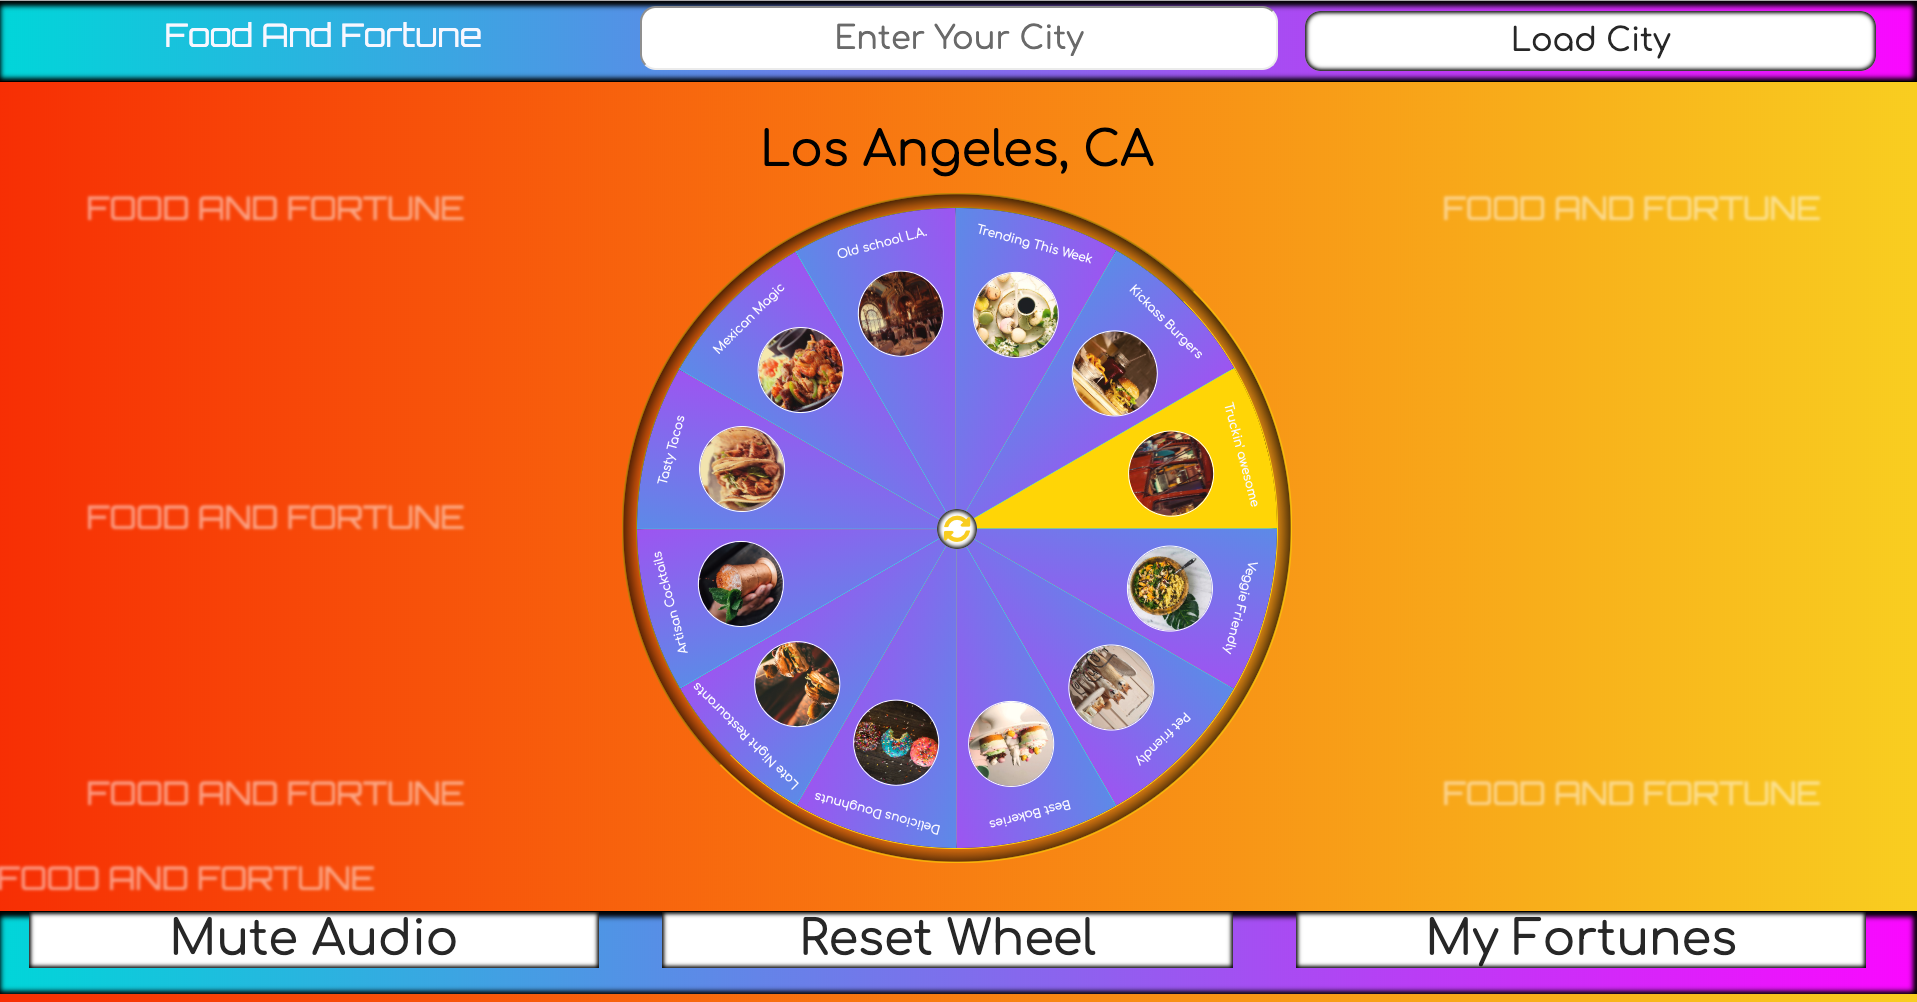 Food And Fortune
Enter Your City
Load City
Los Angeles, CA
FOOD AND FORTUNE
FOOD AND FORTUNE
Old school L.A.
Trending This Week
Mexican Magic
Kickass Burgers
Tasty Tacos
Truckin' awesome
FOOD AND FORTUNE
Artisan Cocktails
Veggie Friendly
Late Night Restaurants
Pet friendly
Delicious Doughnuts
Best Bakeries
FOOD AND FORTUNE
FOOD AND FORTUNE
FOOD AND FORTUNE
Mute Audio
Reset Wheel
My Fortunes